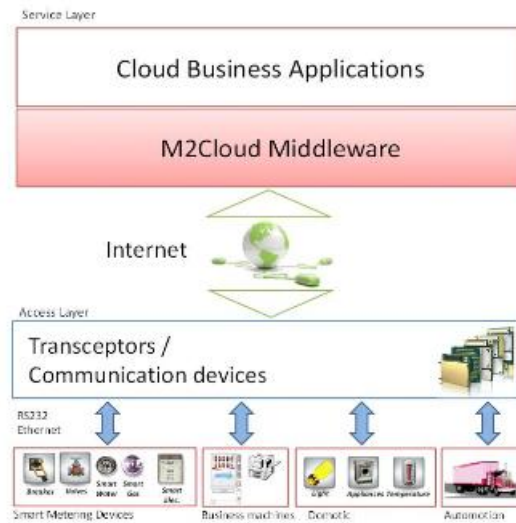 Service Layer
Cloud Business Applications
M2Cloud Middleware
Internet
Access Layer
Transceptors /
Communication devices
RS232
Ethernet
Breaker
Valves
Smart
Water
Smart
Gas
Smart
Elec.
Light
Appliances
Temperature
Smart Metering Devices
Business machines
Domotic
Automotion